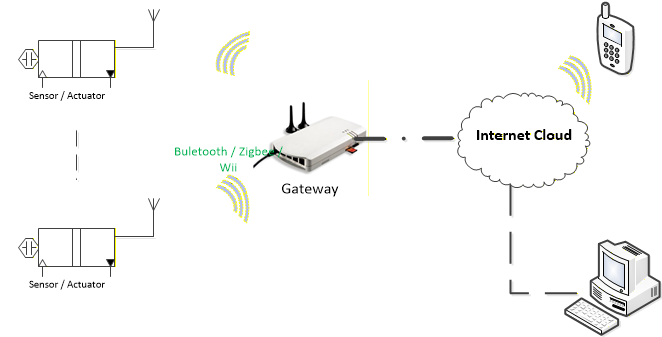 Sensor / Actuator
Buletooth / Zigbee /
Wii
Gateway
Internet Cloud
Sensor / Actuator